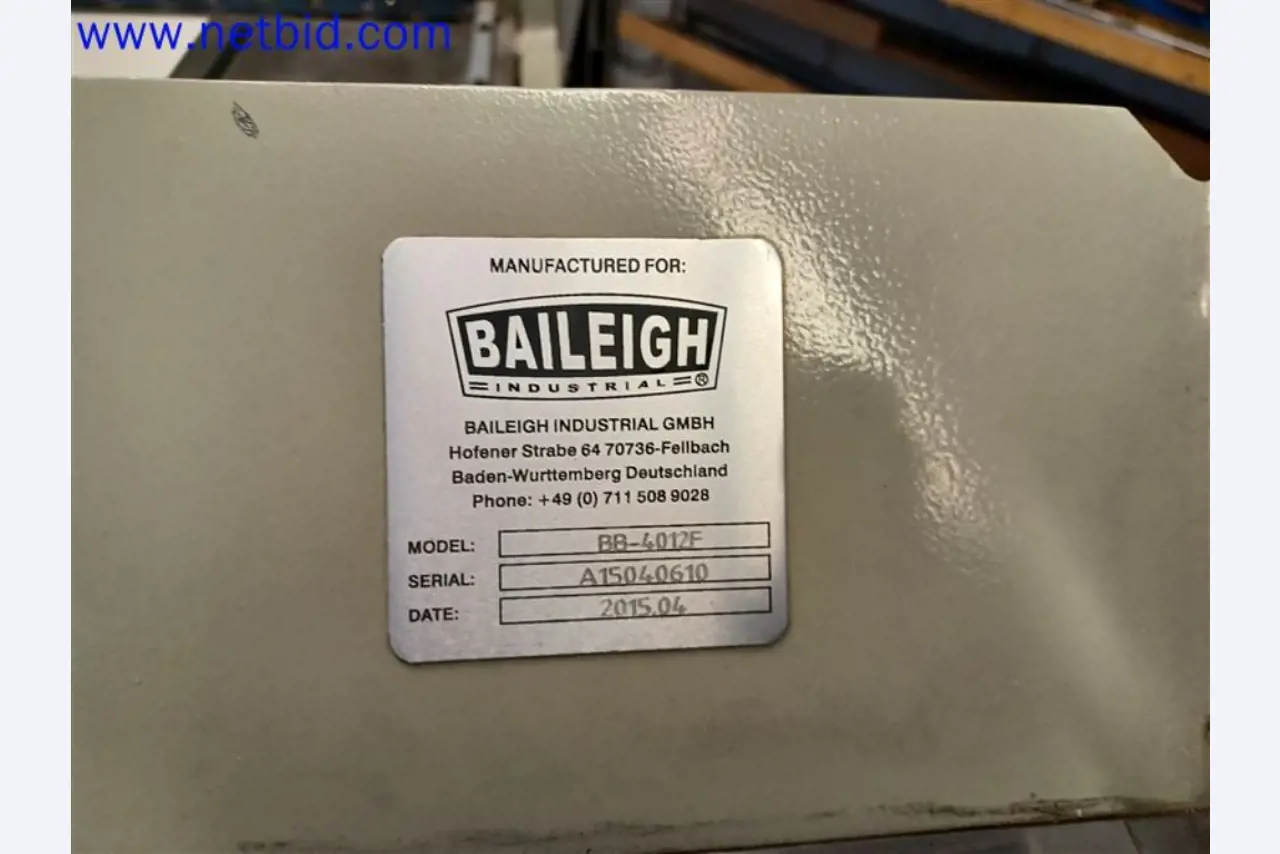 www.netbid.com
MANUFACTURED FOR:
BAILEIGH
INDUSTRIAL ®
BAILEIGH INDUSTRIAL GMBH
Hofener Strabe 64 70736-Fellbach
Baden-Wurttemberg Deutschland
Phone: +49 (0) 711 508 9028
MODEL: BB-4012F
SERIAL: A15040610
DATE: 2015.04